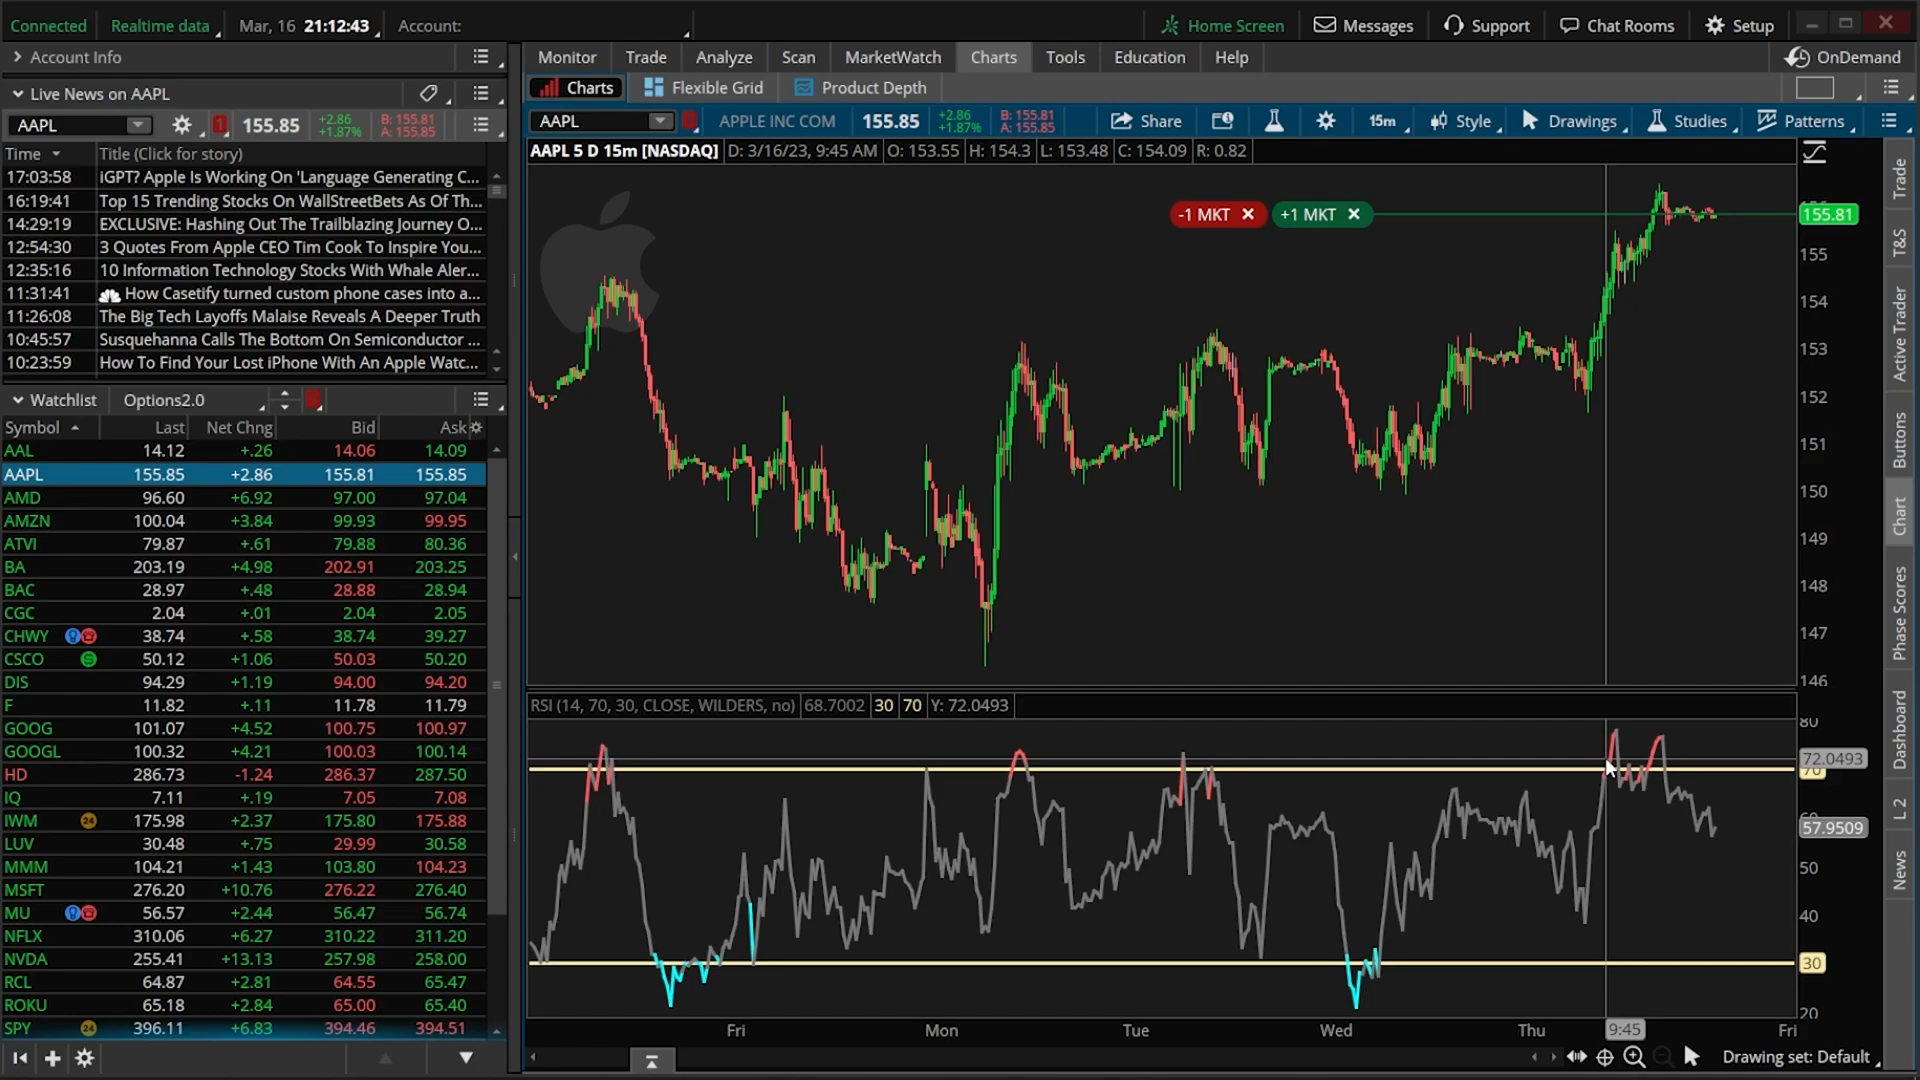 Connected Realtime data Mar, 16 21:12:43 Account: Home Screen Messages Support Chat Rooms Setup
Account Info
Monitor Trade Analyze Scan MarketWatch Charts Tools Education Help OnDemand
Live News on AAPL
Charts Flexible Grid Product Depth
AAPL 1 155.85 +2.86 +1.87% B: 155.81 A: 155.85
AAPL APPLE INC COM 155.85 +2.86 +1.87% B: 155.81 A: 155.85 Share 15m Style Drawings Studies Patterns
AAPL 5 D 15m [NASDAQ] D: 3/16/23, 9:45 AM O: 153.55 H: 154.3 L: 153.48 C: 154.09 R: 0.82
Time Title (Click for story)
17:03:58 iGPT? Apple Is Working On 'Language Generating C...
16:19:41 Top 15 Trending Stocks On WallStreetBets As Of Th...
14:29:19 EXCLUSIVE: Hashing Out The Trailblazing Journey O...
12:54:30 3 Quotes From Apple CEO Tim Cook To Inspire You...
12:35:16 10 Information Technology Stocks With Whale Aler...
11:31:41 How Casetify turned custom phone cases into a...
11:26:08 The Big Tech Layoffs Malaise Reveals A Deeper Truth
10:45:57 Susquehanna Calls The Bottom On Semiconductor ...
10:23:59 How To Find Your Lost iPhone With An Apple Watc...
Watchlist Options2.0
Symbol Last Net Chng Bid Ask
AAL 14.12 +.26 14.06 14.09
AAPL 155.85 +2.86 155.81 155.85
AMD 96.60 +6.92 97.00 97.04
AMZN 100.04 +3.84 99.93 99.95
ATVI 79.87 +.61 79.88 80.36
BA 203.19 +4.98 202.91 203.25
BAC 28.97 +.48 28.88 28.94
CGC 2.04 +.01 2.04 2.05
CHWY 38.74 +.58 38.74 39.27
CSCO 50.12 +1.06 50.03 50.20
DIS 94.29 +1.19 94.00 94.20
F 11.82 +.11 11.78 11.79
GOOG 101.07 +4.52 100.75 100.97
GOOGL 100.32 +4.21 100.03 100.14
HD 286.73 -1.24 286.37 287.50
IQ 7.11 +.19 7.05 7.08
IWM 24 175.98 +2.37 175.80 175.88
LUV 30.48 +.75 29.99 30.58
MMM 104.21 +1.43 103.80 104.23
MSFT 276.20 +10.76 276.22 276.40
MU 56.57 +2.44 56.47 56.74
NFLX 310.06 +6.27 310.22 311.20
NVDA 255.41 +13.13 257.98 258.00
RCL 64.87 +2.81 64.55 65.47
ROKU 65.18 +2.84 65.00 65.40
SPY 24 396.11 +6.83 394.46 394.51
-1 MKT × +1 MKT ×
155.81
155
154
153
152
151
150
149
148
147
146
RSI (14, 70, 30, CLOSE, WILDERS, no) 68.7002 30 70 Y: 72.0493
80
72.0493
70
60
57.9509
50
40
30
20
Fri Mon Tue Wed Thu 9:45 Fri
Drawing set: Default
Trade
T&S
Active Trader
Buttons
Chart
Phase Scores
Dashboard
L 2
News